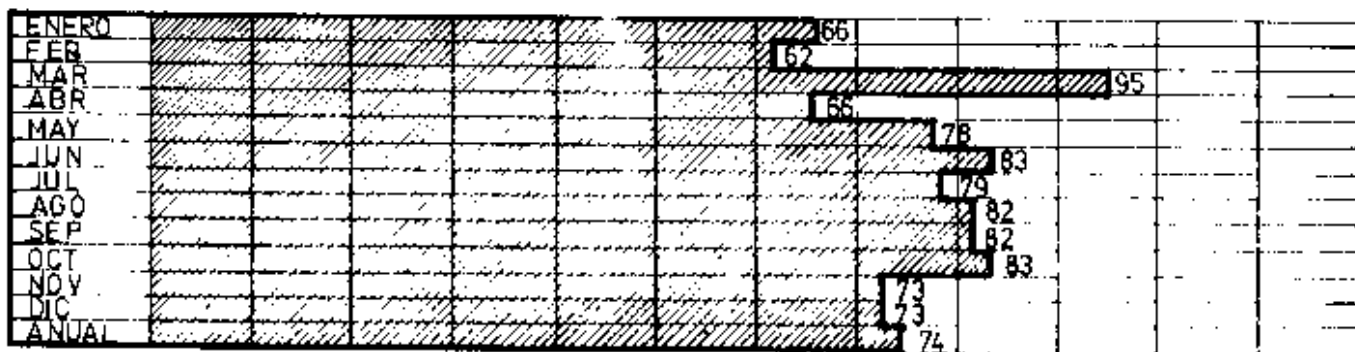 ENERO 66
FEB 62
MAR 95
ABR 66
MAY 78
JUN 83
JUL 79
AGO 82
SEP 82
OCT 83
NOV 73
DIC 73
ANUAL 74